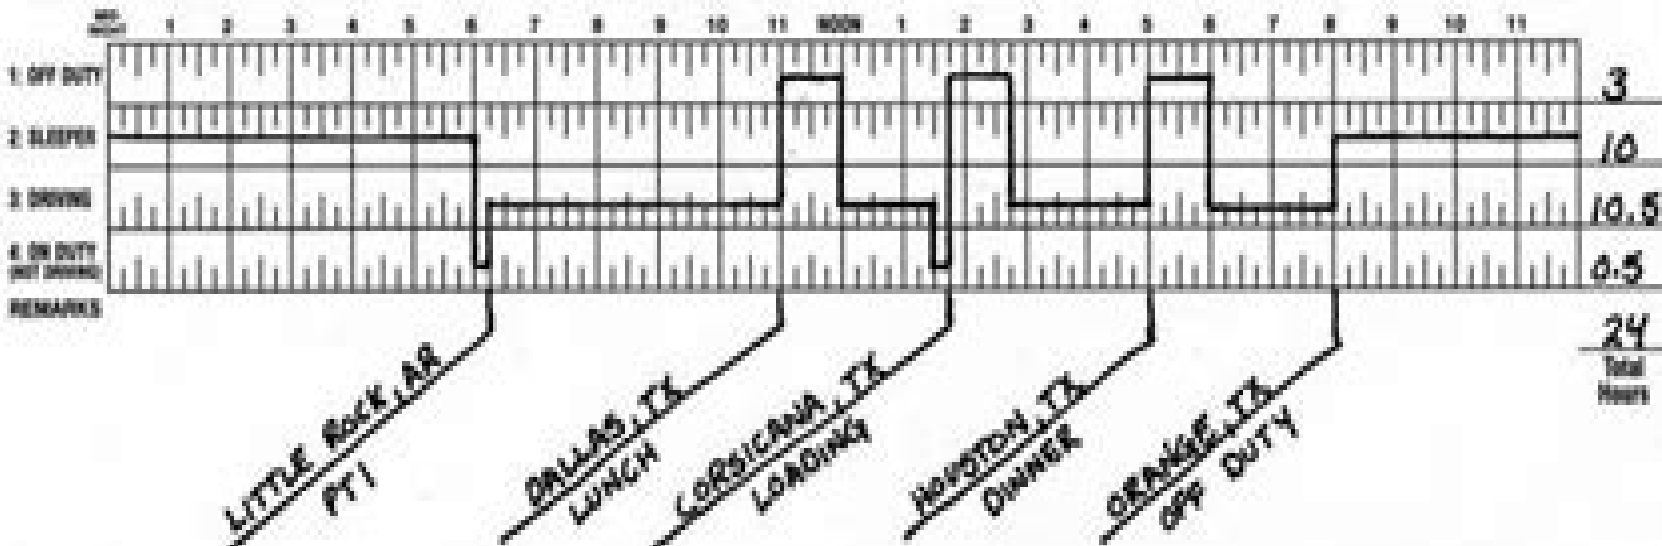 MID-NIGHT 1 2 3 4 5 6 7 8 9 10 11 NOON 1 2 3 4 5 6 7 8 9 10 11
1: OFF DUTY 3
2: SLEEPER 10
3: DRIVING 10.5
4: ON DUTY (NOT DRIVING) 0.5
REMARKS
24
Total
Hours
LITTLE ROCK, AR
PTI
DALLAS, TX
LUNCH
CORSICANA, TX
LOADING
HOUSTON, TX
DINNER
ORANGE, TX
OFF DUTY